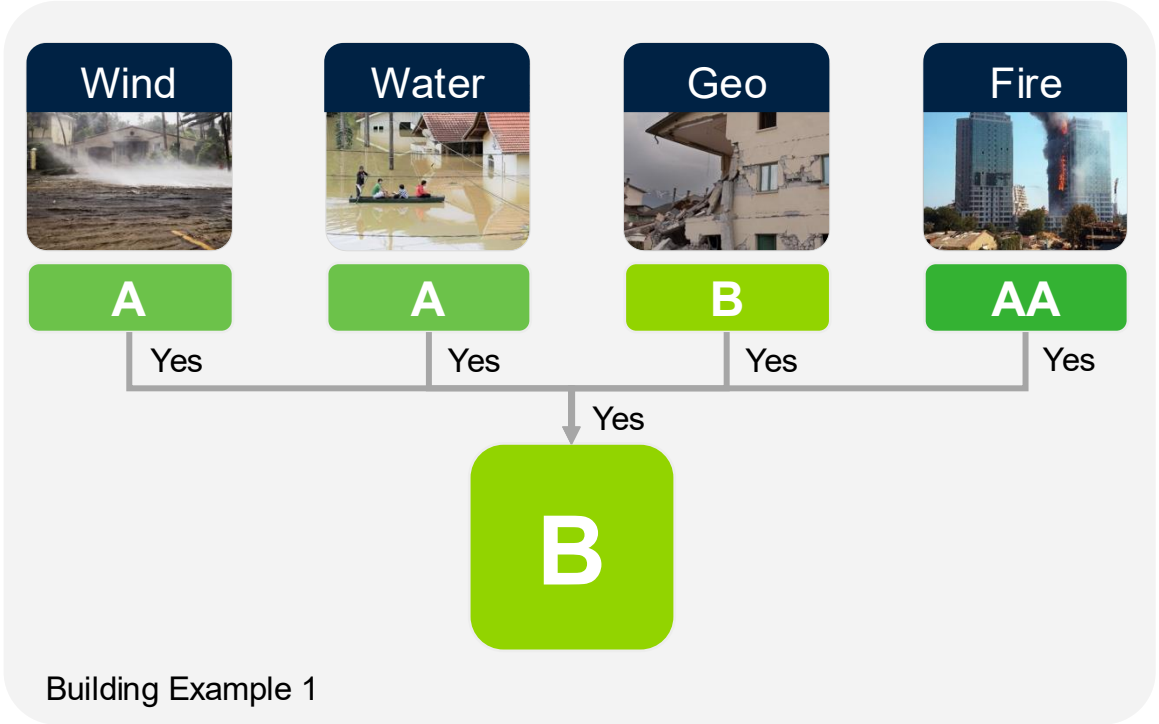 Wind
Water
Geo
Fire
A
A
B
AA
Yes
Yes
Yes
Yes
Yes
B
Building Example 1